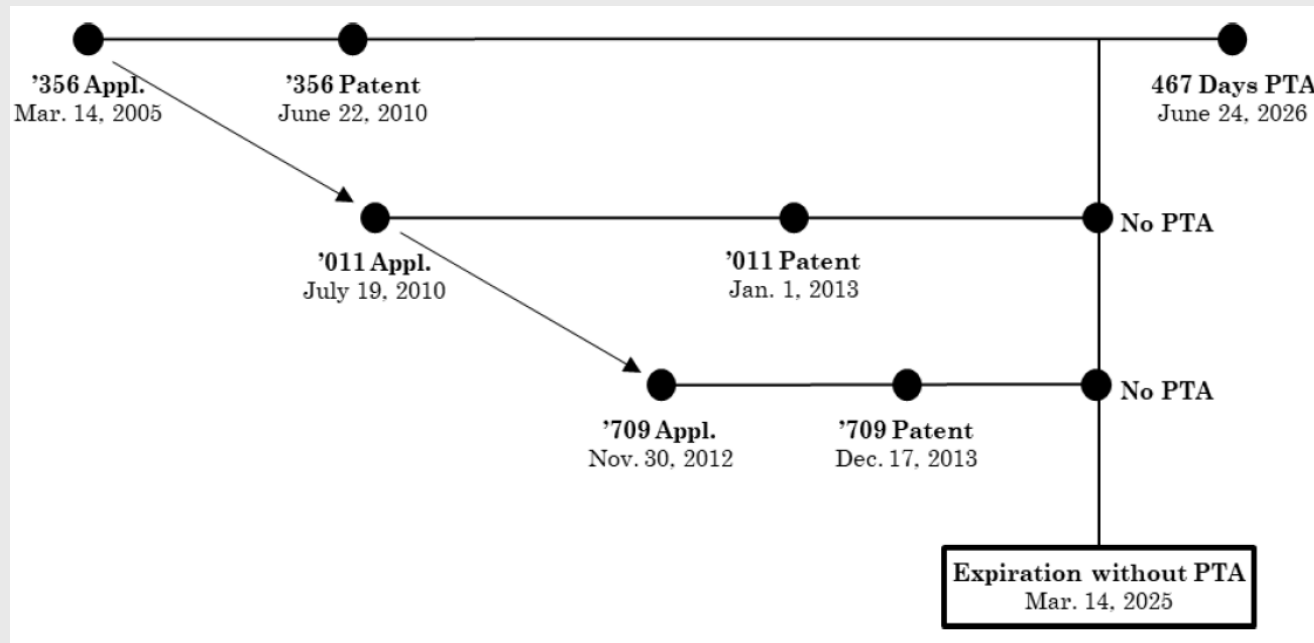 ’356 Appl.
Mar. 14, 2005
’356 Patent
June 22, 2010
467 Days PTA
June 24, 2026
’011 Appl.
July 19, 2010
’011 Patent
Jan. 1, 2013
No PTA
’709 Appl.
Nov. 30, 2012
’709 Patent
Dec. 17, 2013
No PTA
Expiration without PTA
Mar. 14, 2025